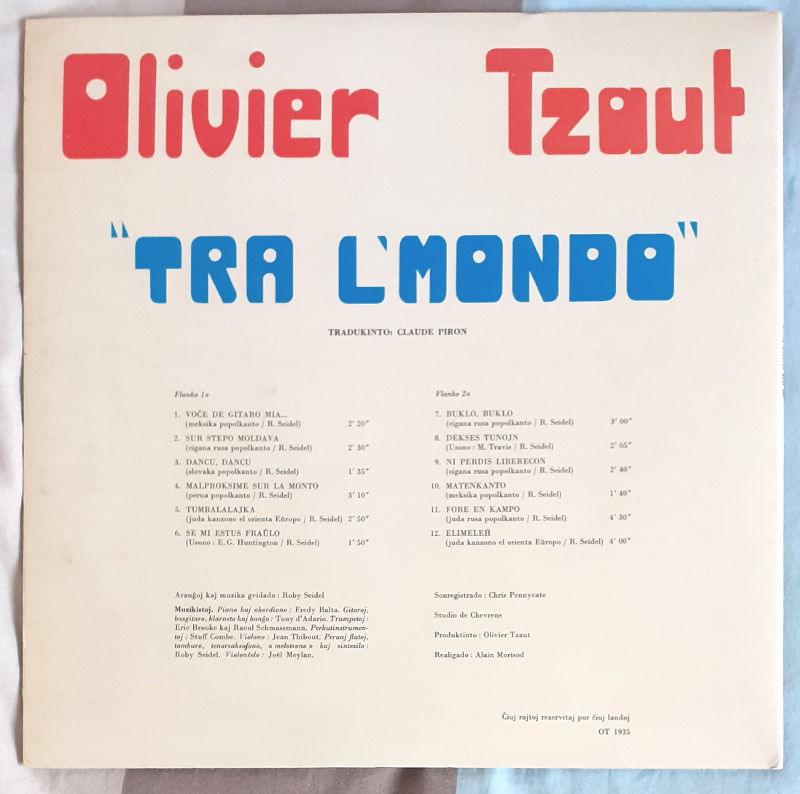 Olivier Tzaut
"TRA L'MONDO"
TRADUKINTO: CLAUDE PIRON
Flanko 1a
1. VOĈE DE GITARO MIA...
(meksika popolkanto / R. Seidel) 2' 20"
2. SUR STEPO MOLDAVA
(cigana rusa popolkanto / R. Seidel) 2' 30"
3. DANCU, DANCU
(slovaka popolkanto / R. Seidel) 1' 35"
4. MALPROKSIME SUR LA MONTO
(perua popolkanto / R. Seidel) 3' 10"
5. TUMBALALAJKA
(juda kanzono el orienta Eŭropo / R. Seidel) 2' 50"
6. SE MI ESTUS FRAŬLO
(Usono : E. G. Huntington / R. Seidel) 1' 50"
Flanko 2a
7. BUKLO, BUKLO
(cigana rusa popolkanto / R. Seidel) 3' 00"
8. DEKSES TUNOJN
(Usono : M. Travis / R. Seidel) 2' 05"
9. NI PERDIS LIBERECON
(cigana rusa popolkanto / R. Seidel) 2' 40"
10. MATENKANTO
(meksika popolkanto / R. Seidel) 1' 40"
11. FORE EN KAMPO
(juda rusa popolkanto / R. Seidel) 4' 30"
12. ELIMELEĤ
(juda kanzono el orienta Eŭropo / R. Seidel) 4' 00"
Aranĝoj kaj muzika gvidado : Roby Seidel
Muzikistoj. Piano kaj akordiono : Fredy Balta. Gitaroj,
basgitaro, klarneto kaj banĝo : Tony d'Adario. Trumpetoj :
Eric Brooke kaj Raoul Schmassmann. Perkutinstrumen-
toj : Stuff Combe. Violono : Jean Thibout. Peruaj flutoj,
tamburo, tenorsaksofono, « melotrono » kaj sintezilo :
Roby Seidel. Violonĉelo : Joël Meylan.
Sonregistrado : Chris Pennycate
Studio de Chevrens
Produktinto : Olivier Tzaut
Realigado : Alain Morisod
Ĉiuj rajtoj rezervitaj por ĉiuj landoj
OT 1935